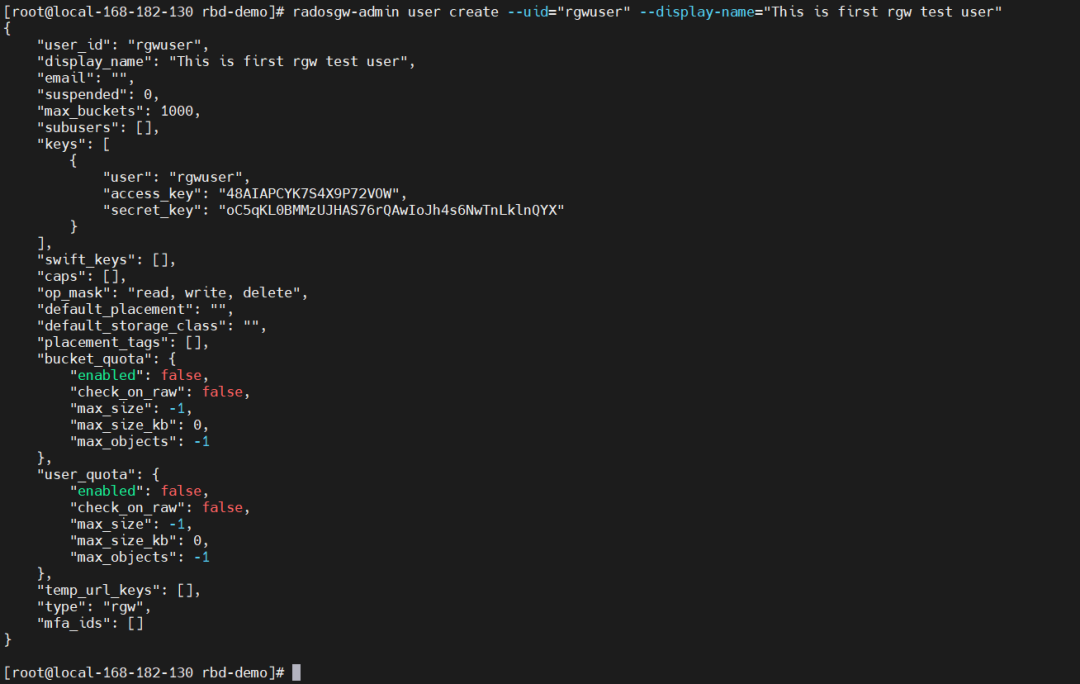 [root@local-168-182-130 rbd-demo]# radosgw-admin user create --uid="rgwuser" --display-name="This is first rgw test user"
{
    "user_id": "rgwuser",
    "display_name": "This is first rgw test user",
    "email": "",
    "suspended": 0,
    "max_buckets": 1000,
    "subusers": [],
    "keys": [
        {
            "user": "rgwuser",
            "access_key": "48AIAPCYK7S4X9P72VOW",
            "secret_key": "oC5qKL0BMMzUJHAS76rQAwIoJh4s6NwTnLklnQYX"
        }
    ],
    "swift_keys": [],
    "caps": [],
    "op_mask": "read, write, delete",
    "default_placement": "",
    "default_storage_class": "",
    "placement_tags": [],
    "bucket_quota": {
        "enabled": false,
        "check_on_raw": false,
        "max_size": -1,
        "max_size_kb": 0,
        "max_objects": -1
    },
    "user_quota": {
        "enabled": false,
        "check_on_raw": false,
        "max_size": -1,
        "max_size_kb": 0,
        "max_objects": -1
    },
    "temp_url_keys": [],
    "type": "rgw",
    "mfa_ids": []
}
[root@local-168-182-130 rbd-demo]#